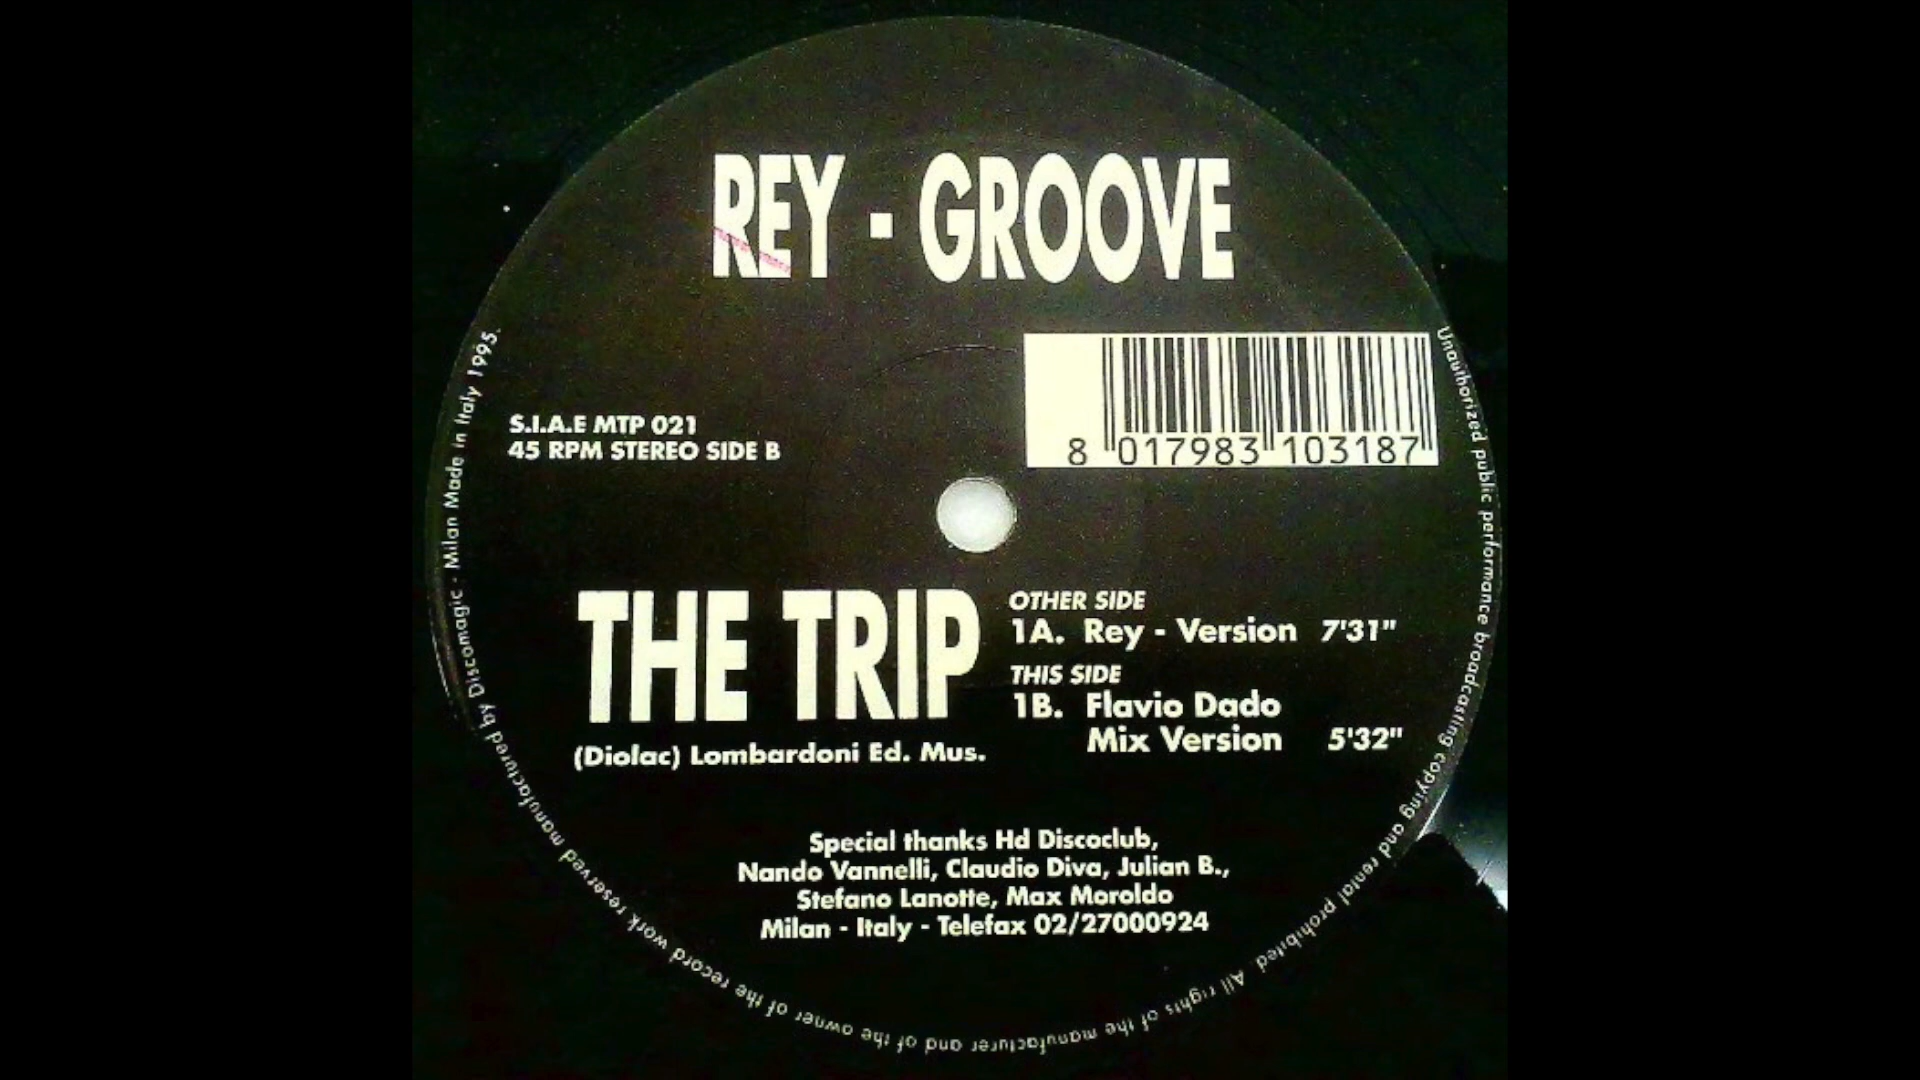 REY - GROOVE
8 017983 103187
S.I.A.E MTP 021
45 RPM STEREO SIDE B
THE TRIP
(Diolac) Lombardoni Ed. Mus.
OTHER SIDE
1A. Rey - Version 7'31"
THIS SIDE
1B. Flavio Dado
Mix Version 5'32"
Special thanks Hd Discoclub,
Nando Vannelli, Claudio Diva, Julian B.,
Stefano Lanotte, Max Moroldo
Milan - Italy - Telefax 02/27000924
Unauthorized public performance broadcasting copying and rental prohibited. All rights of the manufacturer and of the owner of the record work reserved manufactured by Discomagic - Milan Made in Italy 1995.